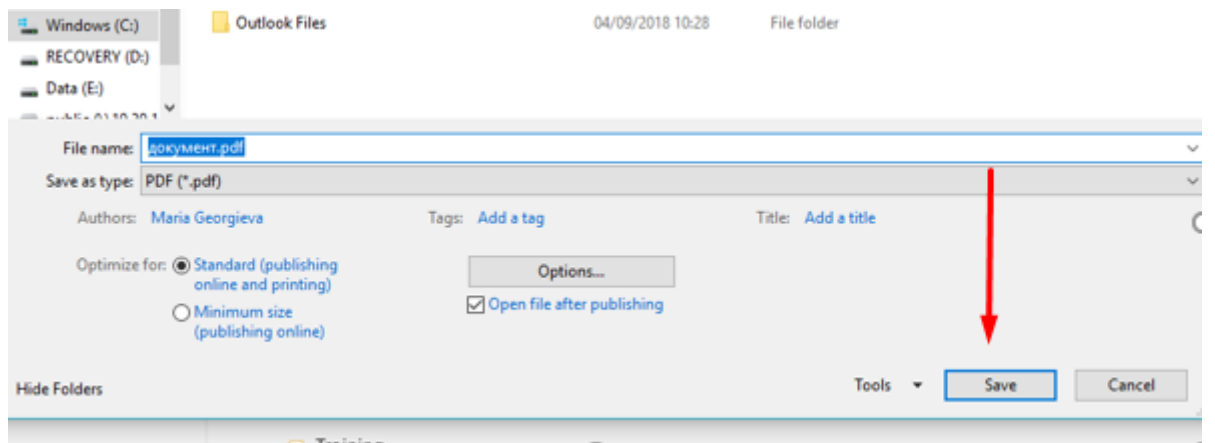 Windows (C:) Outlook Files 04/09/2018 10:28 File folder
RECOVERY (D:)
Data (E:)
File name: документ.pdf
Save as type: PDF (*.pdf)
Authors: Maria Georgieva Tags: Add a tag Title: Add a title
Optimize for: Standard (publishing
online and printing)
Options...
Minimum size
(publishing online)
Open file after publishing
Hide Folders Tools Save Cancel
Training